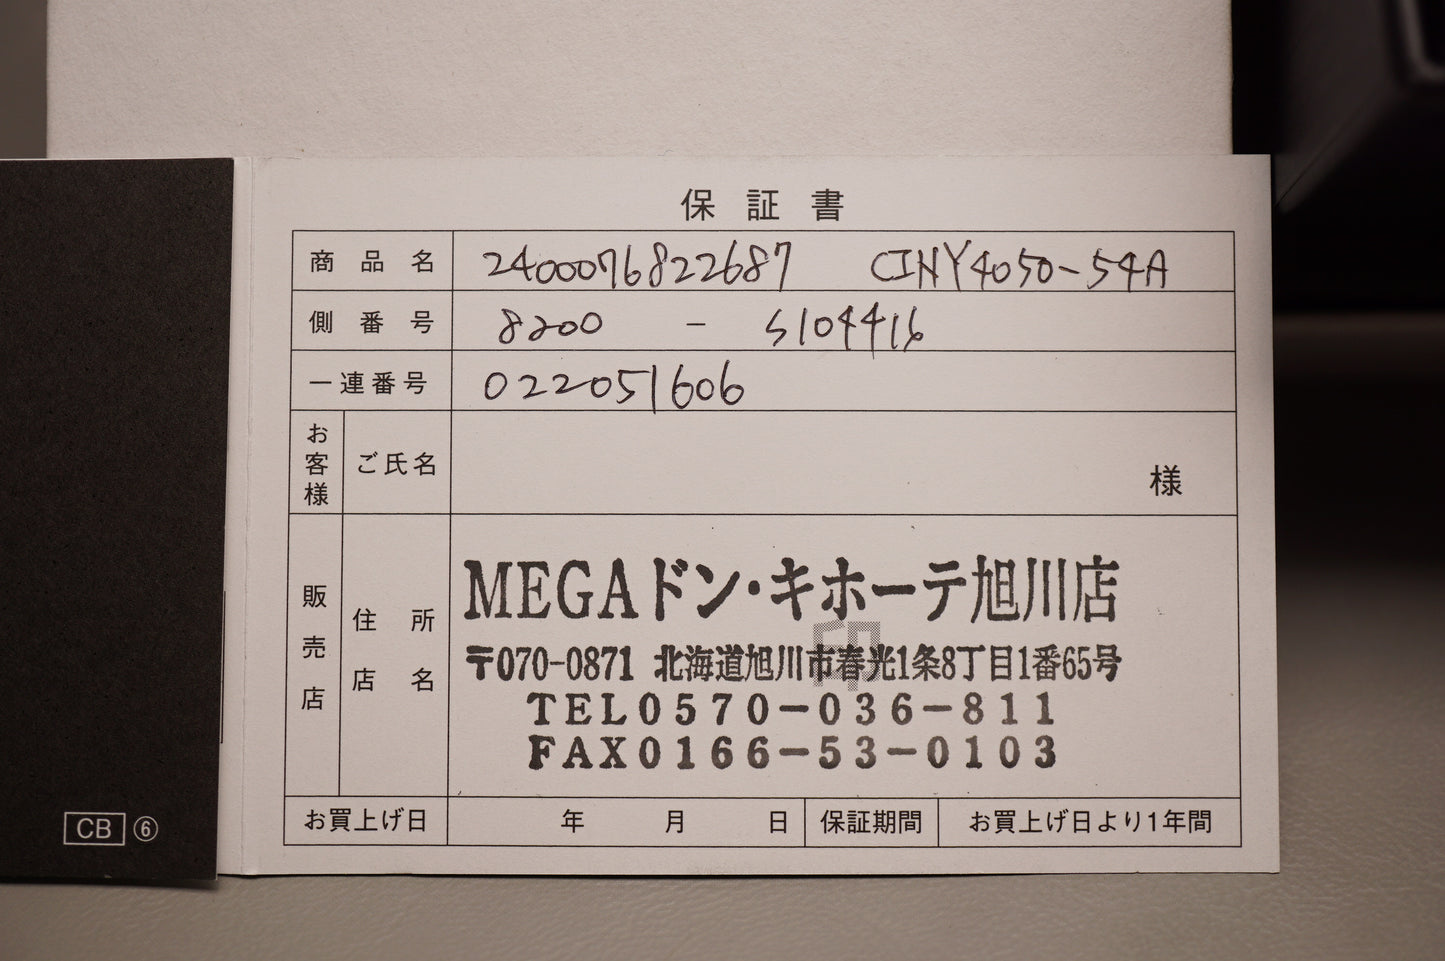 保証書
商品名 2400076822687 CINY4050-54A
側番号 8200 - S104416
一連番号 022051606
お客様 ご氏名 様
販売店 住所 店名
MEGAドン・キホーテ旭川店
〒070-0871 北海道旭川市春光1条8丁目1番65号
TEL0570-036-811
FAX0166-53-0103
印
お買上げ日 年 月 日 保証期間 お買上げ日より1年間
CB ⑥